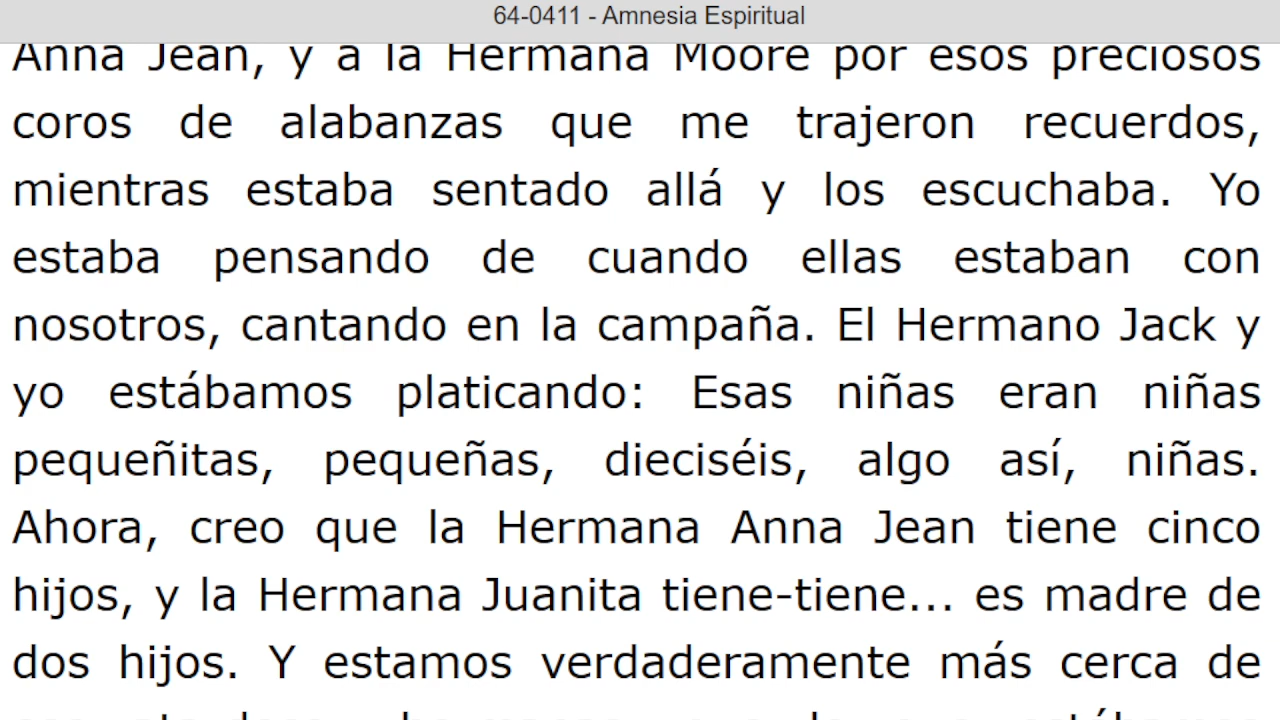 64-0411 - Amnesia Espiritual
Anna Jean, y a la Hermana Moore por esos preciosos
coros de alabanzas que me trajeron recuerdos,
mientras estaba sentado allá y los escuchaba. Yo
estaba pensando de cuando ellas estaban con
nosotros, cantando en la campaña. El Hermano Jack y
yo estábamos platicando: Esas niñas eran niñas
pequeñitas, pequeñas, dieciséis, algo así, niñas.
Ahora, creo que la Hermana Anna Jean tiene cinco
hijos, y la Hermana Juanita tiene-tiene... es madre de
dos hijos. Y estamos verdaderamente más cerca de